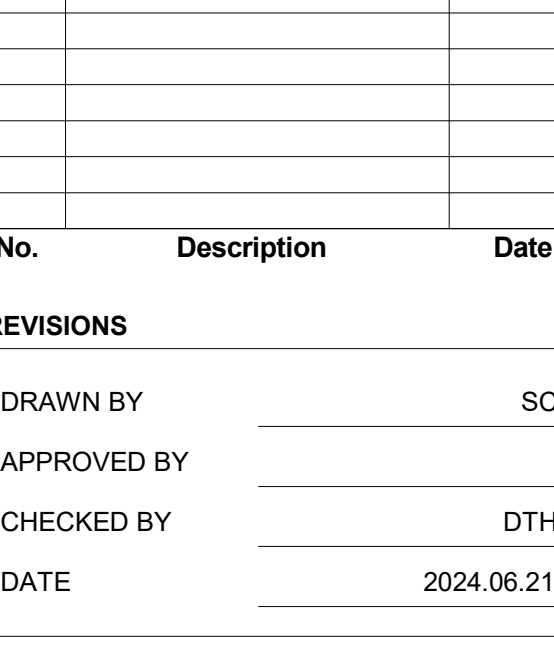 No. Description Date
REVISIONS
DRAWN BY SC
APPROVED BY
CHECKED BY DTH
DATE 2024.06.21